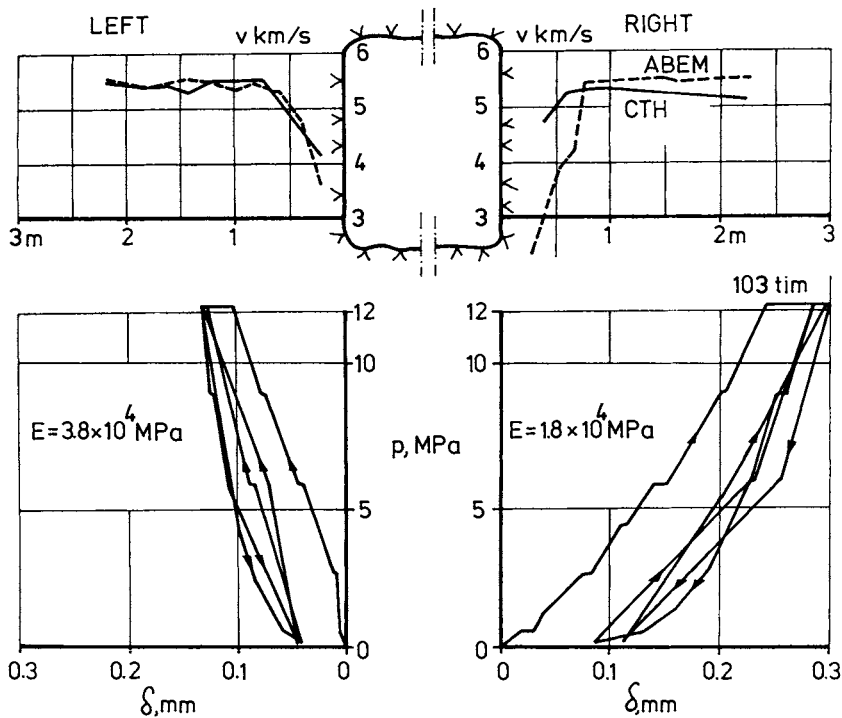 LEFT
v km/s
6
5
4
3
3m
2
1
0
6
5
4
3
v km/s
RIGHT
ABEM
CTH
0
1
2m
3
12
10
5
0
E=3.8×10⁴MPa
0.3
0.2
0.1
0
δ,mm
p, MPa
103 tim
12
10
5
0
E=1.8×10⁴MPa
0
0.1
0.2
0.3
δ,mm